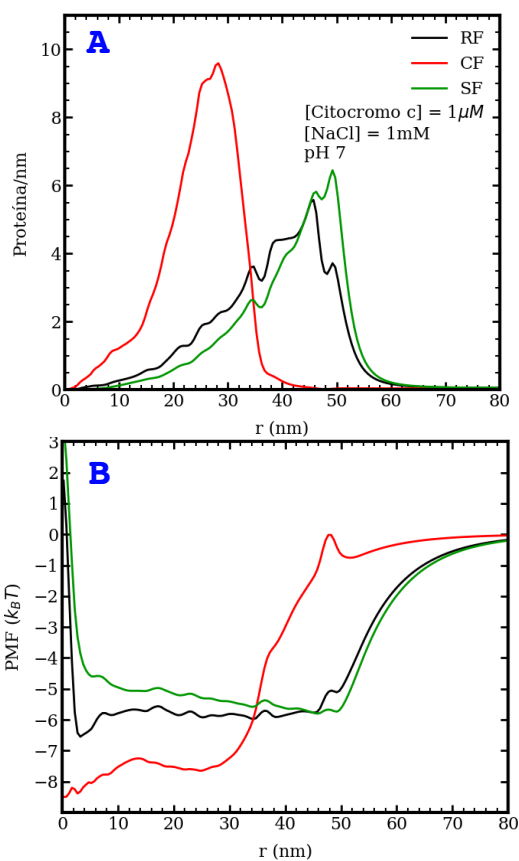 A
RF
CF
SF
[Citocromo c] = 1μM
[NaCl] = 1mM
pH 7
Proteína/nm
10
8
6
4
2
0
0 10 20 30 40 50 60 70 80
r (nm)
B
PMF (k_BT)
3
2
1
0
−1
−2
−3
−4
−5
−6
−7
−8
0 10 20 30 40 50 60 70 80
r (nm)